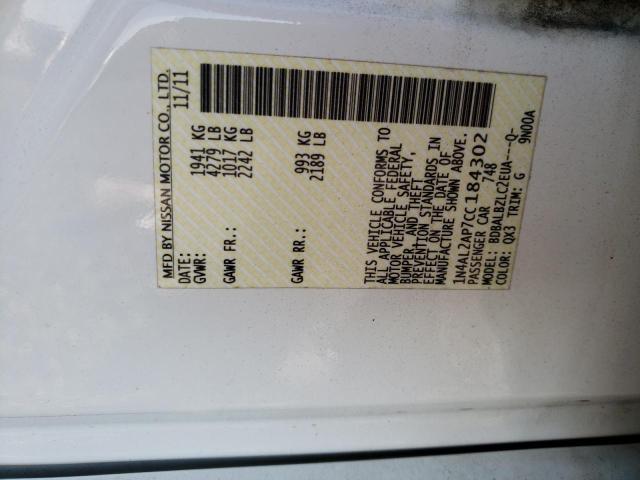 MFD BY NISSAN MOTOR CO., LTD.
DATE: 11/11
GVWR: 1941 KG
4279 LB
GAWR FR.: 1017 KG
2242 LB
GAWR RR.: 993 KG
2189 LB
THIS VEHICLE CONFORMS TO
ALL APPLICABLE FEDERAL
MOTOR VEHICLE SAFETY,
BUMPER, AND THEFT
PREVENTION STANDARDS IN
EFFECT ON THE DATE OF
MANUFACTURE SHOWN ABOVE.
1N4AL2AP7CC184302
PASSENGER CAR 748
MODEL: BDBALBZLC2EUA----Q-
COLOR: QX3 TRIM: G 9N00A